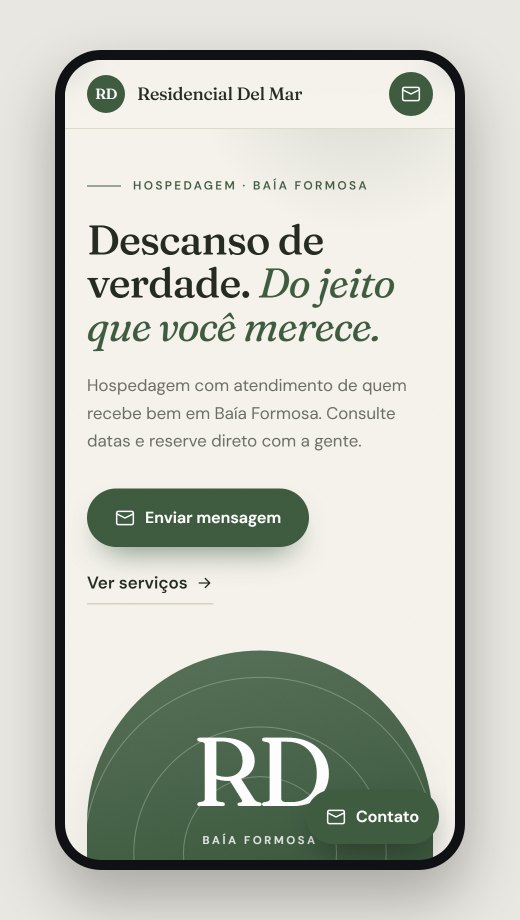 RD Residencial Del Mar
HOSPEDAGEM · BAÍA FORMOSA
Descanso de
verdade. Do jeito
que você merece.
Hospedagem com atendimento de quem
recebe bem em Baía Formosa. Consulte
datas e reserve direto com a gente.
Enviar mensagem
Ver serviços →
RD
Contato
BAÍA FORMOSA